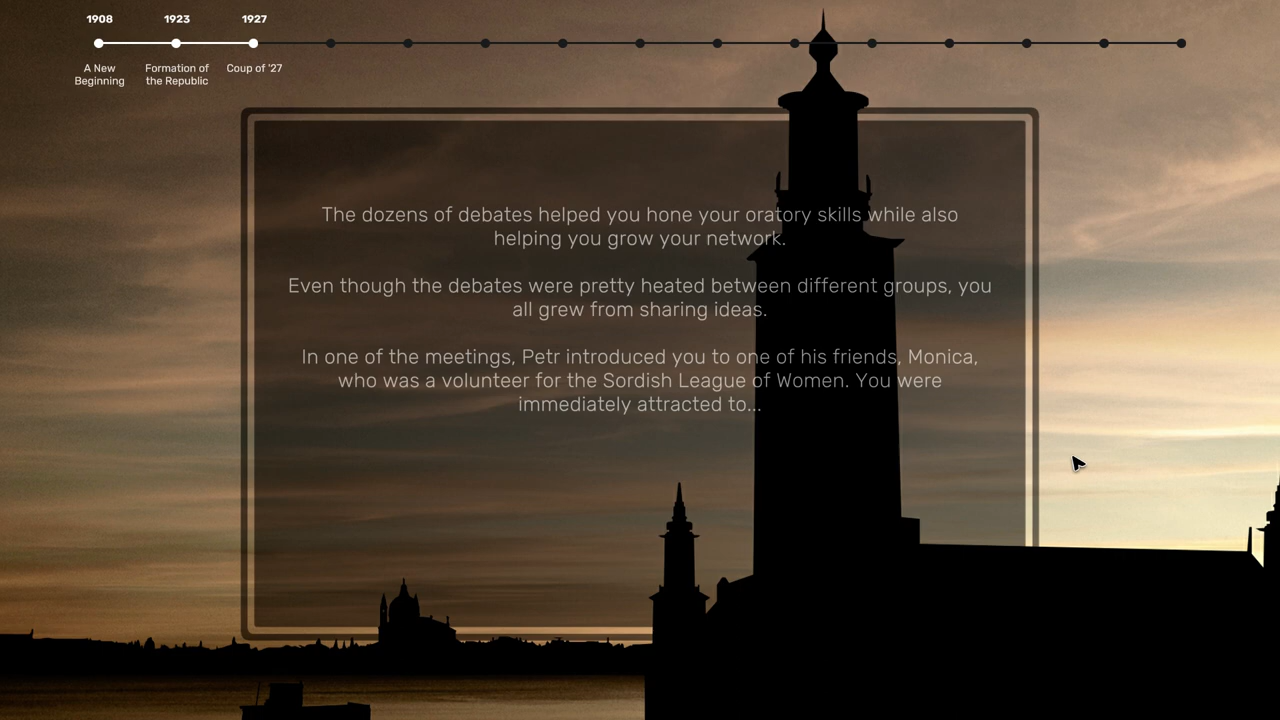 1908
1923
1927
A New
Beginning
Formation of
the Republic
Coup of '27
The dozens of debates helped you hone your oratory skills while also
helping you grow your network.
Even though the debates were pretty heated between different groups, you
all grew from sharing ideas.
In one of the meetings, Petr introduced you to one of his friends, Monica,
who was a volunteer for the Sordish League of Women. You were
immediately attracted to...